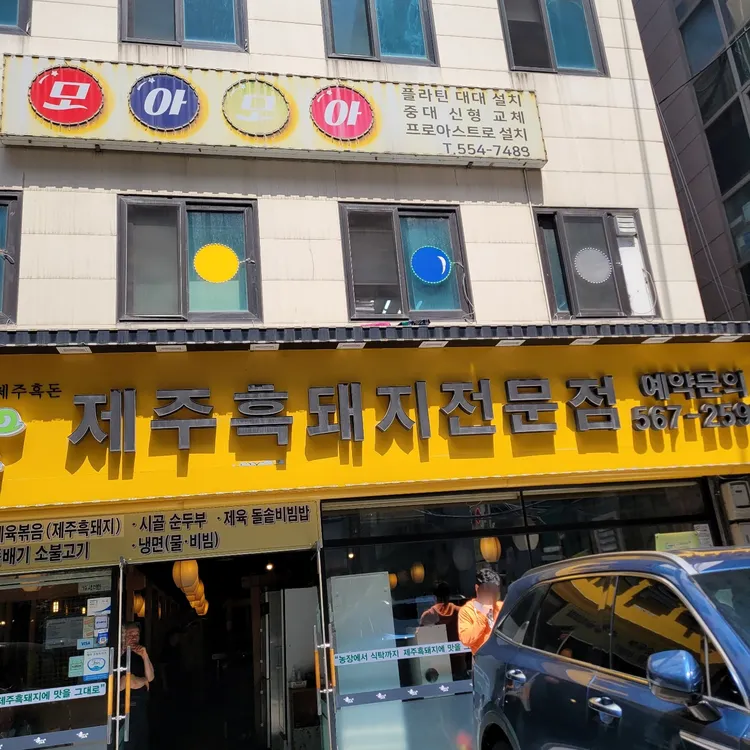 모아모아
플라틴 대대 설치
중대 신형 교체
프로아스트로 설치
T.554-7489
제주흑돈
제주흑돼지전문점
예약문의
567-259
제육볶음(제주흑돼지) ·시골 순두부 ·제육 돌솥비빔밥
뚝배기 소불고기 ·냉면(물·비빔)
"농장에서 식탁까지 제주흑돼지에 맛을
제주흑돼지에 맛을 그대로"
VISA